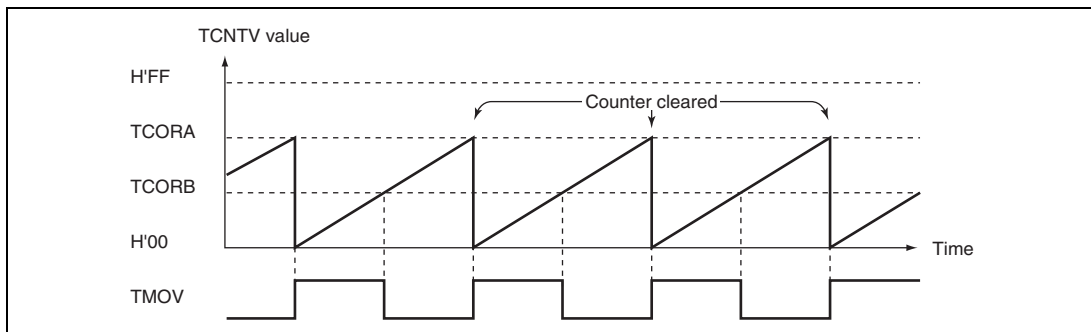 TCNTV value
H'FF
Counter cleared
TCORA
TCORB
H'00
Time
TMOV